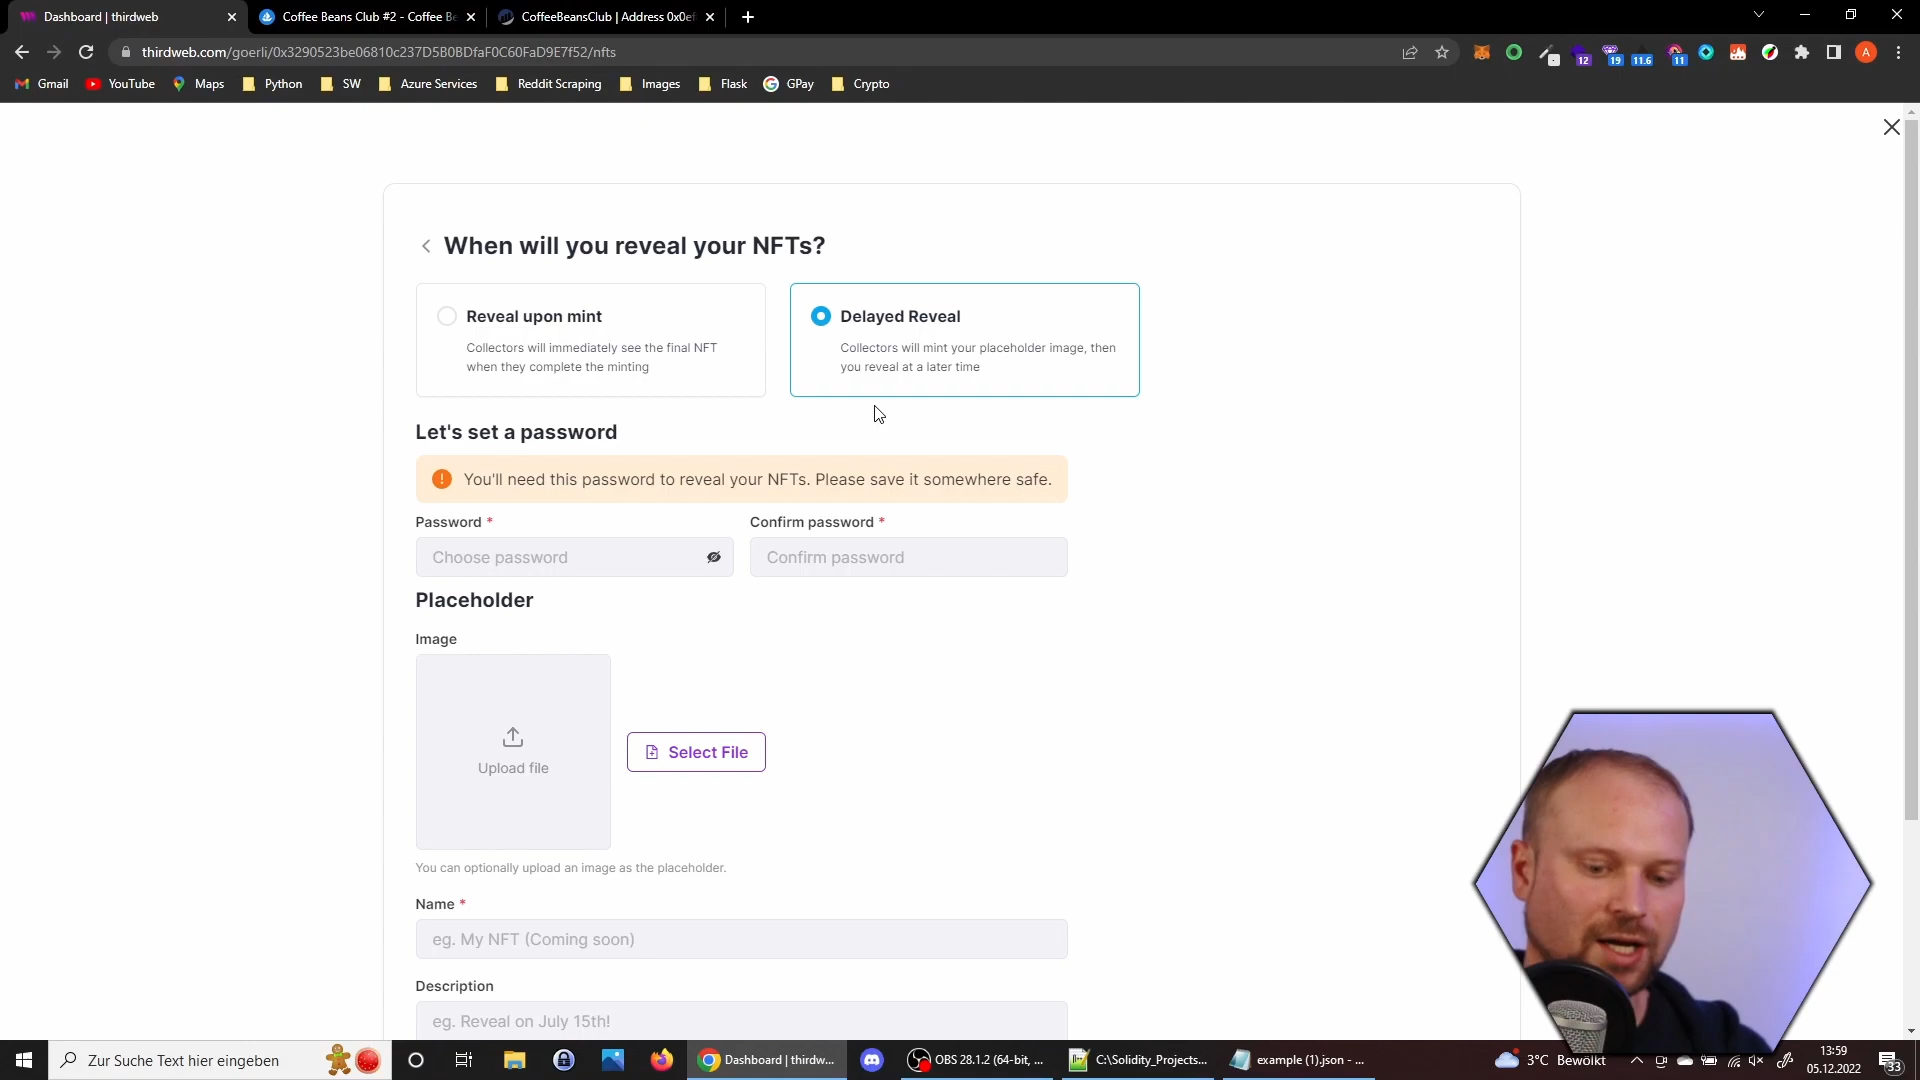 Dashboard | thirdweb
Coffee Beans Club #2 - Coffee Be
CoffeeBeansClub | Address 0x0ef
thirdweb.com/goerli/0x3290523be06810c237D5B0BDfaF0C60FaD9E7f52/nfts
12
19
11.6
11
A
Gmail
YouTube
Maps
Python
SW
Azure Services
Reddit Scraping
Images
Flask
GPay
Crypto
When will you reveal your NFTs?
Reveal upon mint
Collectors will immediately see the final NFT
when they complete the minting
Delayed Reveal
Collectors will mint your placeholder image, then
you reveal at a later time
Let's set a password
You'll need this password to reveal your NFTs. Please save it somewhere safe.
Password *
Confirm password *
Choose password
Confirm password
Placeholder
Image
Upload file
Select File
You can optionally upload an image as the placeholder.
Name *
eg. My NFT (Coming soon)
Description
eg. Reveal on July 15th!
Zur Suche Text hier eingeben
Dashboard | thirdw...
OBS 28.1.2 (64-bit, ...
C:\Solidity_Projects...
example (1).json - ...
3°C Bewölkt
13:59
05.12.2022
33